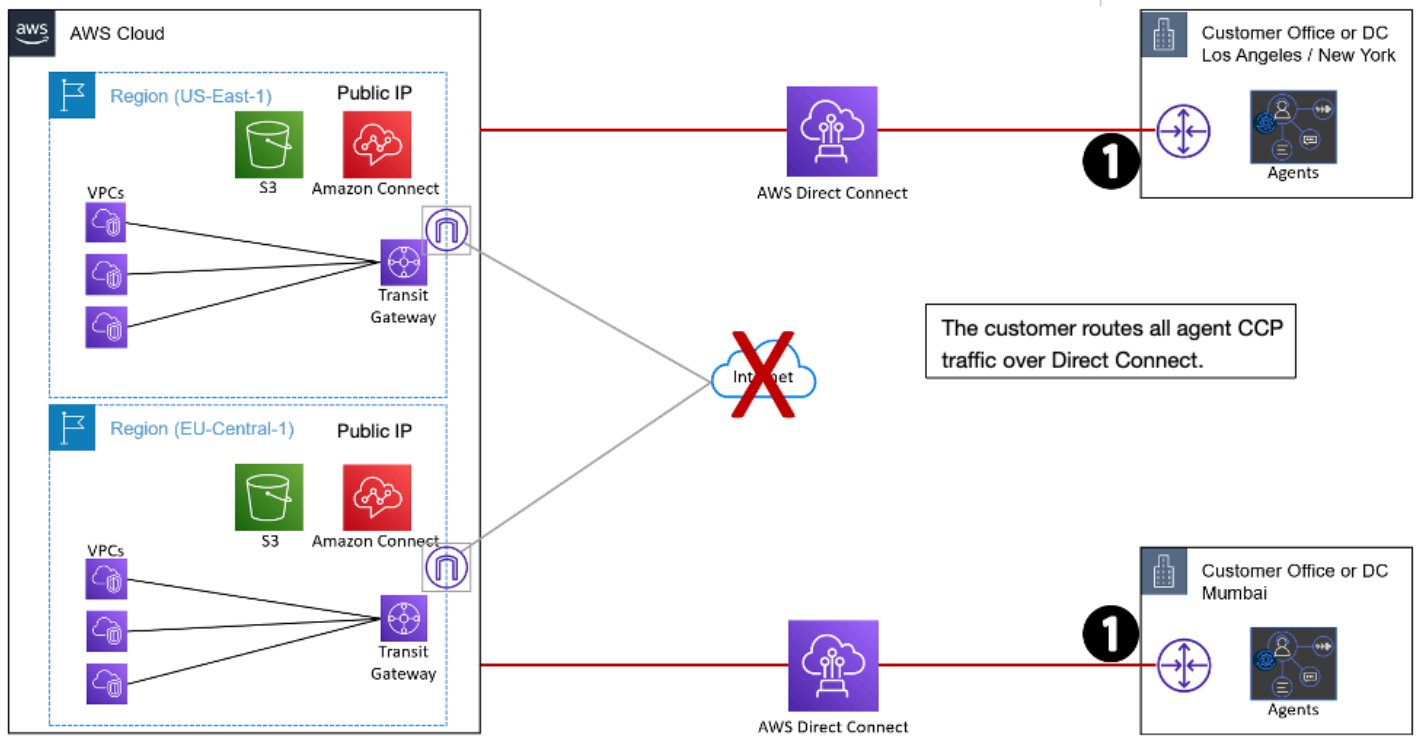 aws
AWS Cloud
Region (US-East-1)
Public IP
S3
Amazon Connect
VPCs
Transit
Gateway
AWS Direct Connect
1
Customer Office or DC
Los Angeles / New York
Agents
Internet
X
The customer routes all agent CCP
traffic over Direct Connect.
Region (EU-Central-1)
Public IP
S3
Amazon Connect
VPCs
Transit
Gateway
AWS Direct Connect
1
Customer Office or DC
Mumbai
Agents